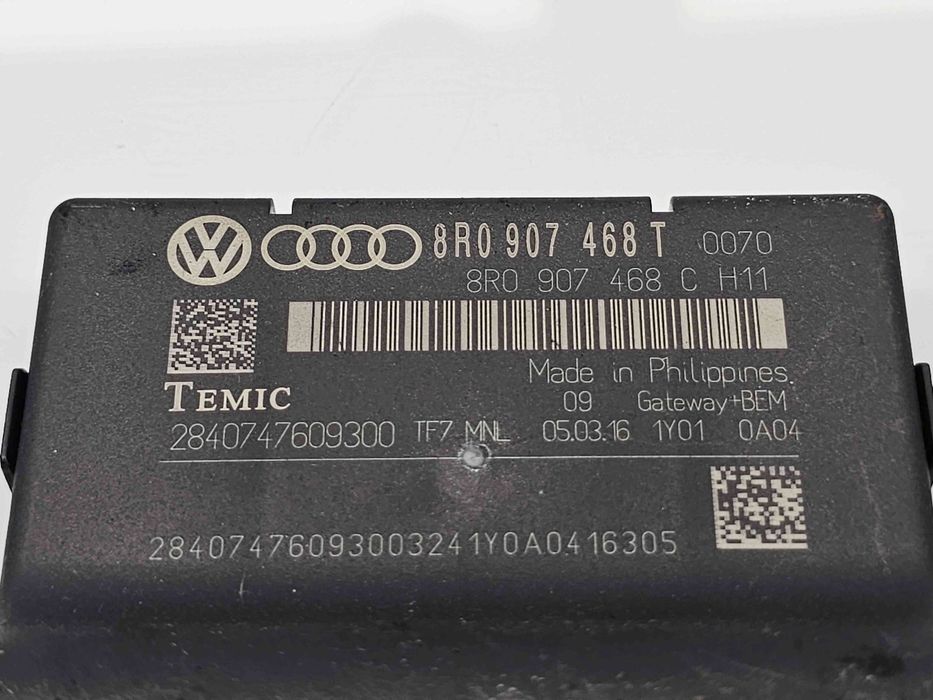 8R0 907 468 T 0070
8R0 907 468 C H11
Made in Philippines
TEMIC 09 Gateway+BEM
2840747609300 TF7 MNL 05.03.16 1Y01 0A04
28407476093003241Y0A0416305